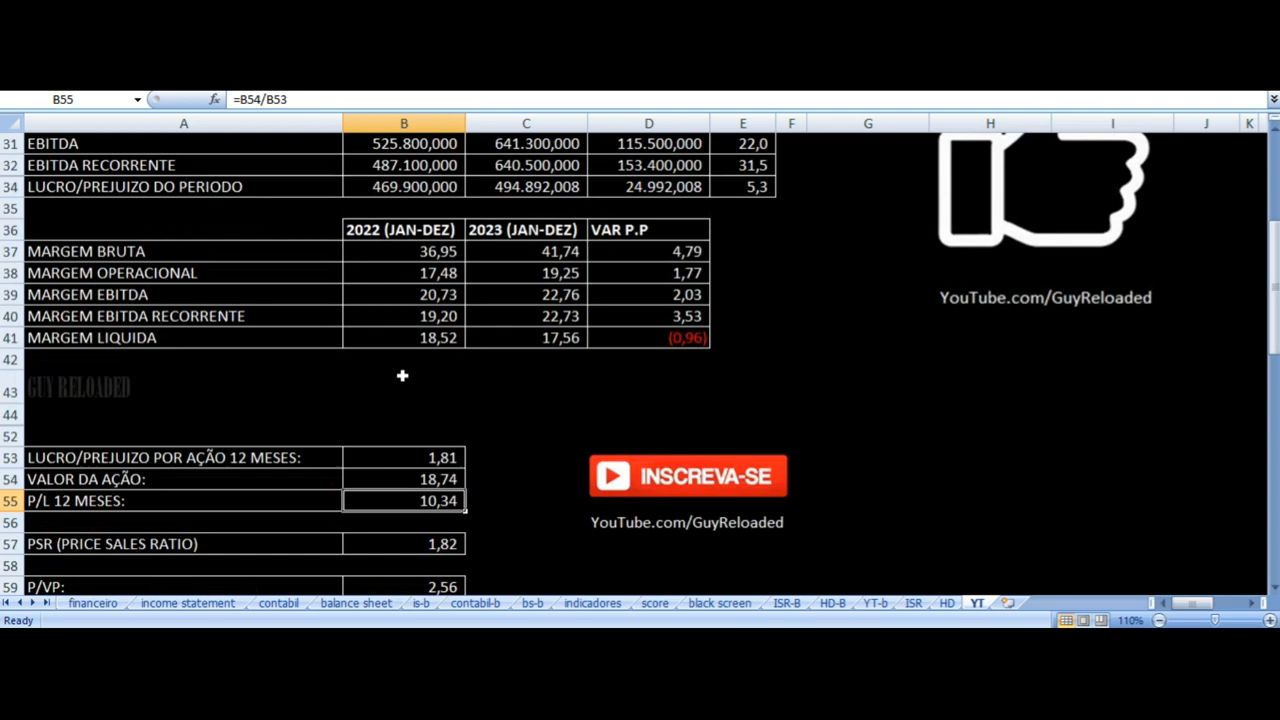 B55 fx =B54/B53
A B C D E F G H I J K
31 EBITDA 525.800,000 641.300,000 115.500,000 22,0
32 EBITDA RECORRENTE 487.100,000 640.500,000 153.400,000 31,5
34 LUCRO/PREJUIZO DO PERIODO 469.900,000 494.892,008 24.992,008 5,3
35
36 2022 (JAN-DEZ) 2023 (JAN-DEZ) VAR P.P
37 MARGEM BRUTA 36,95 41,74 4,79
38 MARGEM OPERACIONAL 17,48 19,25 1,77
39 MARGEM EBITDA 20,73 22,76 2,03
YouTube.com/GuyReloaded
40 MARGEM EBITDA RECORRENTE 19,20 22,73 3,53
41 MARGEM LIQUIDA 18,52 17,56 (0,96)
42
43 GUY RELOADED
44
52
53 LUCRO/PREJUIZO POR AÇÃO 12 MESES: 1,81
54 VALOR DA AÇÃO: 18,74
INSCREVA-SE
55 P/L 12 MESES: 10,34
56
YouTube.com/GuyReloaded
57 PSR (PRICE SALES RATIO) 1,82
58
59 P/VP: 2,56
financeiro income statement contabil balance sheet is-b contabil-b bs-b indicadores score black screen ISR-B HD-B YT-b ISR HD YT
Ready 110%